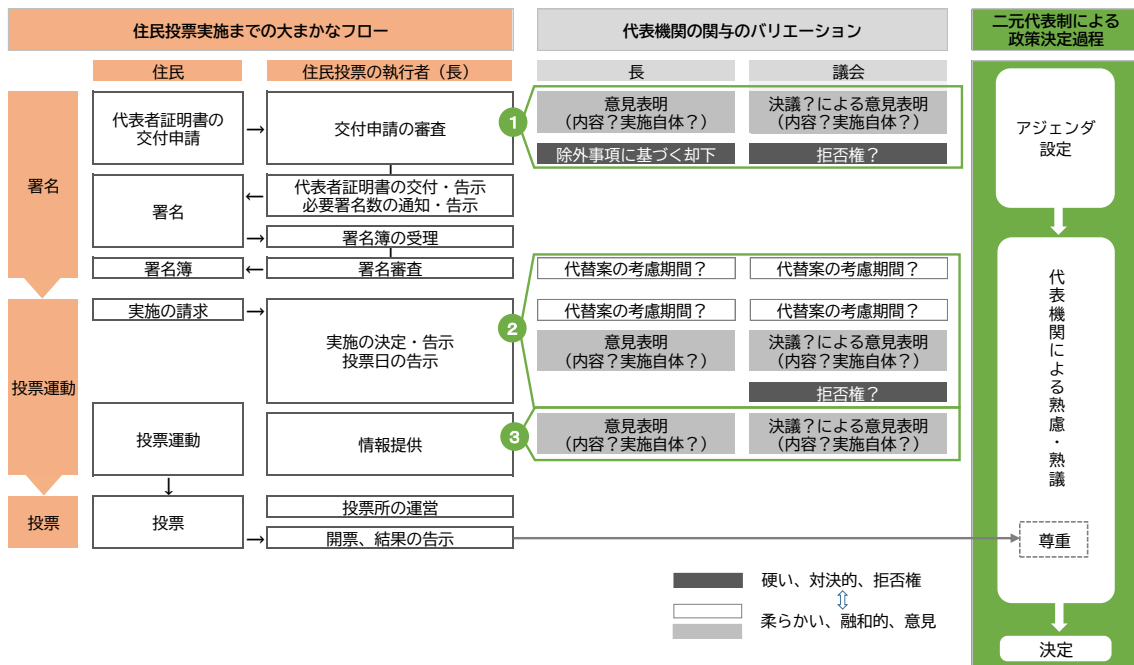 住民投票実施までの大まかなフロー
代表機関の関与のバリエーション
二元代表制による
政策決定過程
住民
住民投票の執行者（長）
長
議会
署名
代表者証明書の
交付申請
→
交付申請の審査
1
意見表明
（内容？実施自体？）
決議？による意見表明
（内容？実施自体？）
除外事項に基づく却下
拒否権？
アジェンダ
設定
署名
←
代表者証明書の交付・告示
必要署名数の通知・告示
→
署名簿の受理
署名簿
←
署名審査
代替案の考慮期間？
代替案の考慮期間？
投票運動
実施の請求
→
実施の決定・告示
投票日の告示
2
代替案の考慮期間？
代替案の考慮期間？
意見表明
（内容？実施自体？）
決議？による意見表明
（内容？実施自体？）
拒否権？
代表機関による熟慮・熟議
投票運動
情報提供
3
意見表明
（内容？実施自体？）
決議？による意見表明
（内容？実施自体？）
↓
投票
投票
投票所の運営
→
開票、結果の告示
尊重
硬い、対決的、拒否権
⇕
柔らかい、融和的、意見
決定